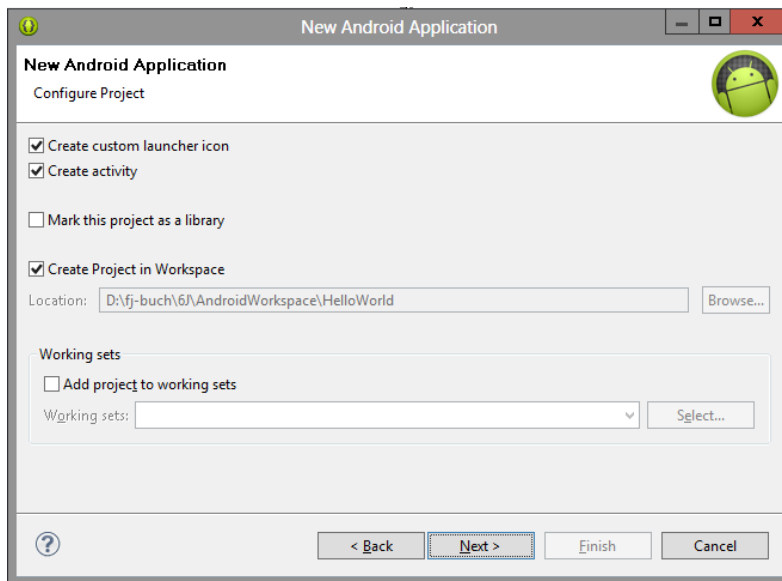 New Android Application
New Android Application
Configure Project
Create custom launcher icon
Create activity
Mark this project as a library
Create Project in Workspace
Location: D:\fj-buch\6J\AndroidWorkspace\HelloWorld Browse...
Working sets
Add project to working sets
Working sets: Select...
< Back Next > Finish Cancel